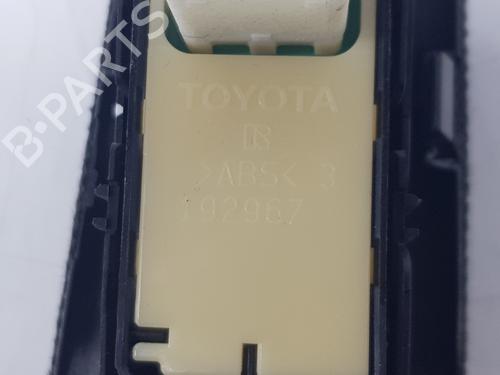 B-PARTS
TOYOTA
R
>ABS< 3
192967